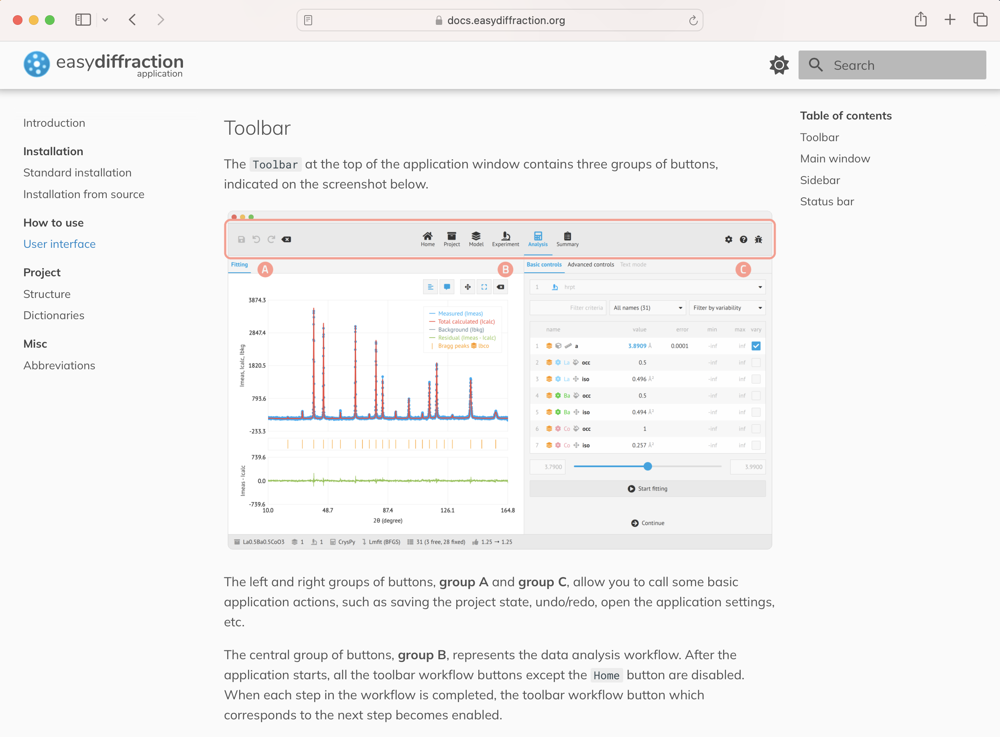 docs.easydiffraction.org
easydiffraction
application
Search
Introduction
Installation
Standard installation
Installation from source
How to use
User interface
Project
Structure
Dictionaries
Misc
Abbreviations
Toolbar
The Toolbar at the top of the application window contains three groups of buttons,
indicated on the screenshot below.
Home Project Model Experiment Analysis Summary
Fitting A B Basic controls Advanced controls Text mode C
3874.3
2847.4
1820.5
793.6
-233.3
Imeas, Icalc, Ibkg
Measured (Imeas)
Total calculated (Icalc)
Background (Ibkg)
Residual (Imeas - Icalc)
Bragg peaks lbco
739.6
0.0
-739.6
Imeas - Icalc
10.0 48.7 87.4 126.1 164.8
2θ (degree)
1 hrpt
Filter criteria All names (31) Filter by variability
name value error min max vary
1 a 3.8909 Å 0.0001 -inf inf
2 La occ 0.5 -inf inf
3 La iso 0.496 Å² -inf inf
4 Ba occ 0.5 -inf inf
5 Ba iso 0.494 Å² -inf inf
6 Co occ 1 -inf inf
7 Co iso 0.257 Å² -inf inf
3.7900 3.9900
Start fitting
Continue
La0.5Ba0.5CoO3 1 1 CrysPy Lmfit (BFGS) 31 (3 free, 28 fixed) 1.25 → 1.25
The left and right groups of buttons, group A and group C, allow you to call some basic
application actions, such as saving the project state, undo/redo, open the application settings,
etc.
The central group of buttons, group B, represents the data analysis workflow. After the
application starts, all the toolbar workflow buttons except the Home button are disabled.
When each step in the workflow is completed, the toolbar workflow button which
corresponds to the next step becomes enabled.
Table of contents
Toolbar
Main window
Sidebar
Status bar